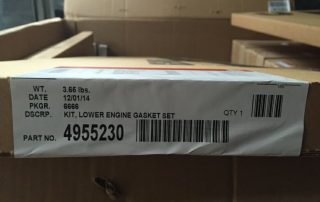 WT. 3.66 lbs.
DATE 12/01/14
PKGR. 6666
DSCRP. KIT, LOWER ENGINE GASKET SET
QTY 1
PART NO. 4955230